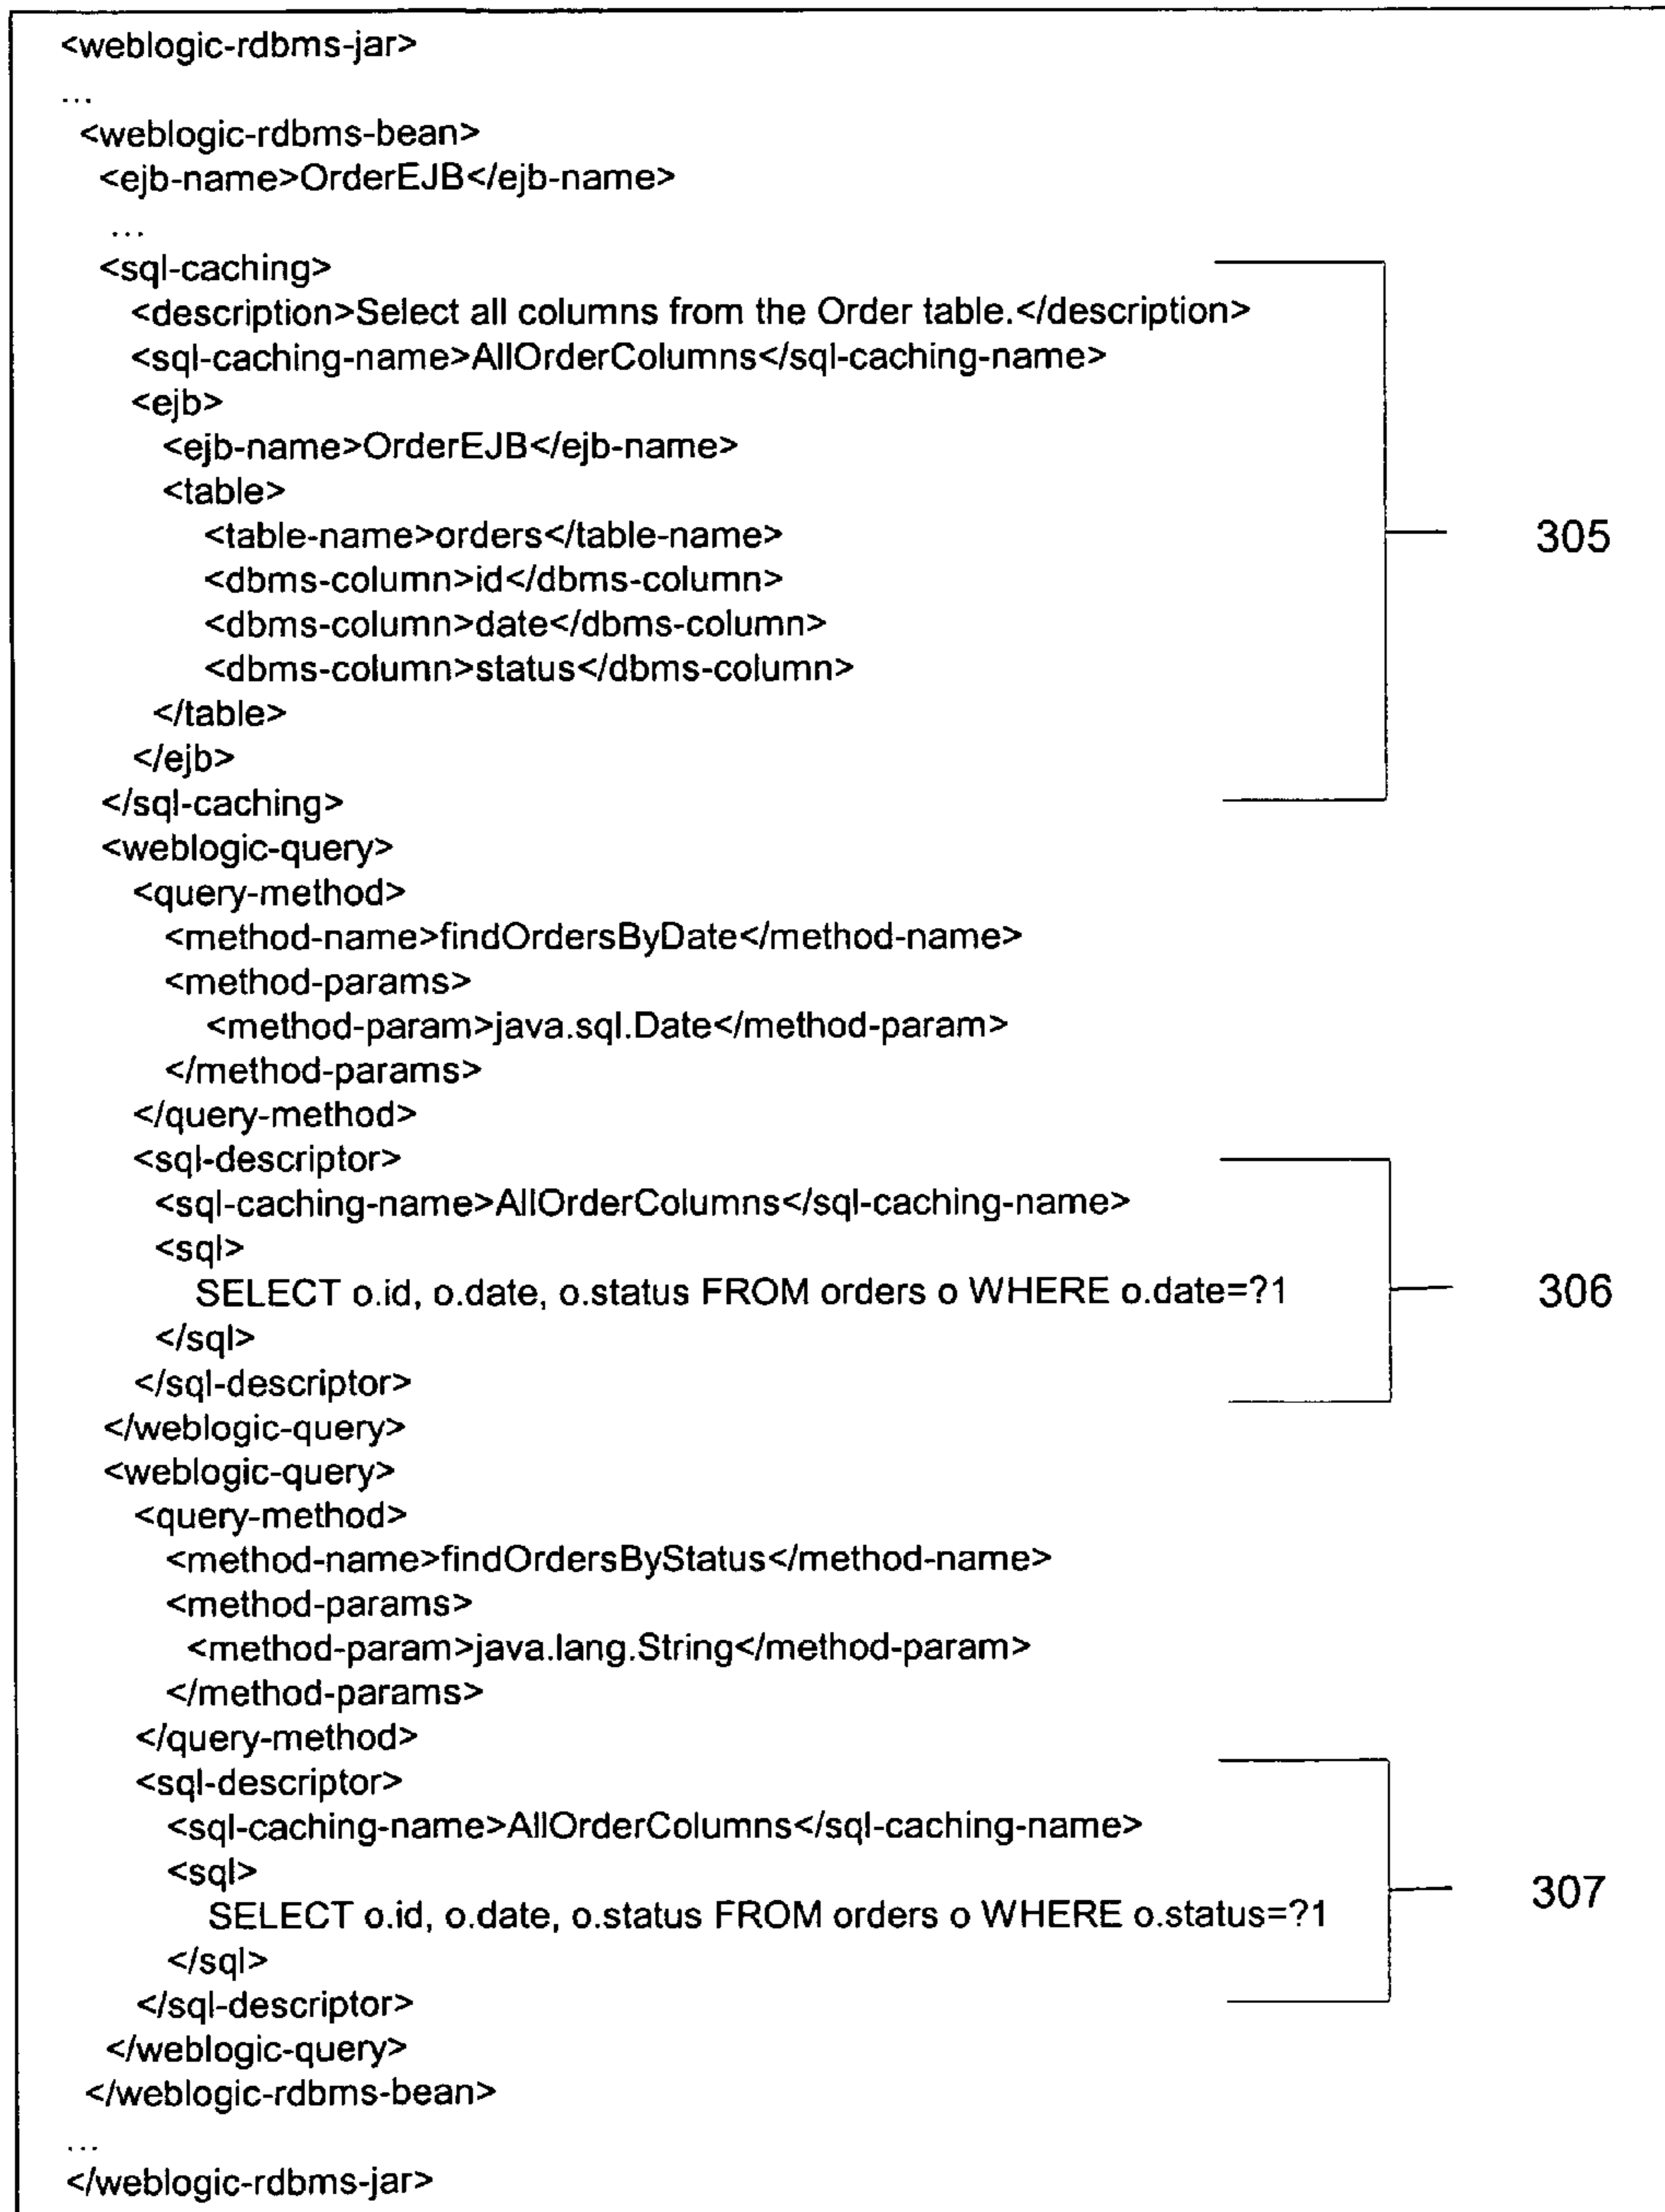 <weblogic-rdbms-jar>
...
<weblogic-rdbms-bean>
<ejb-name>OrderEJB</ejb-name>
...
<sql-caching>
<description>Select all columns from the Order table.</description>
<sql-caching-name>AllOrderColumns</sql-caching-name>
<ejb>
<ejb-name>OrderEJB</ejb-name>
<table>
<table-name>orders</table-name>
305
<dbms-column>id</dbms-column>
<dbms-column>date</dbms-column>
<dbms-column>status</dbms-column>
</table>
</ejb>
</sql-caching>
<weblogic-query>
<query-method>
<method-name>findOrdersByDate</method-name>
<method-params>
<method-param>java.sql.Date</method-param>
</method-params>
</query-method>
<sql-descriptor>
<sql-caching-name>AllOrderColumns</sql-caching-name>
<sql>
SELECT o.id, o.date, o.status FROM orders o WHERE o.date=?1
306
</sql>
</sql-descriptor>
</weblogic-query>
<weblogic-query>
<query-method>
<method-name>findOrdersByStatus</method-name>
<method-params>
<method-param>java.lang.String</method-param>
</method-params>
</query-method>
<sql-descriptor>
<sql-caching-name>AllOrderColumns</sql-caching-name>
<sql>
307
SELECT o.id, o.date, o.status FROM orders o WHERE o.status=?1
</sql>
</sql-descriptor>
</weblogic-query>
</weblogic-rdbms-bean>
...
</weblogic-rdbms-jar>